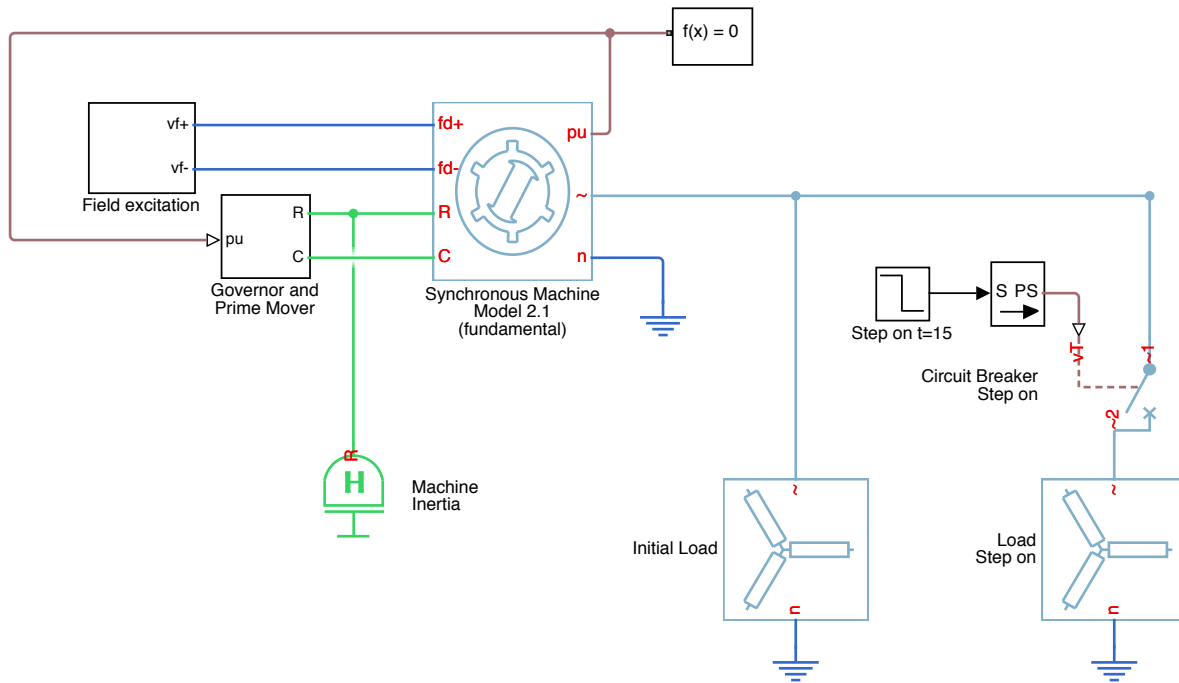 f(x) = 0
vf+
vf-
Field excitation
fd+
fd-
R
C
pu
~
n
Synchronous Machine
Model 2.1
(fundamental)
pu
R
C
Governor and
Prime Mover
R
H
Machine
Inertia
Step on t=15
S PS
vT
~1
~2
Circuit Breaker
Step on
~
n
Initial Load
~
n
Load
Step on